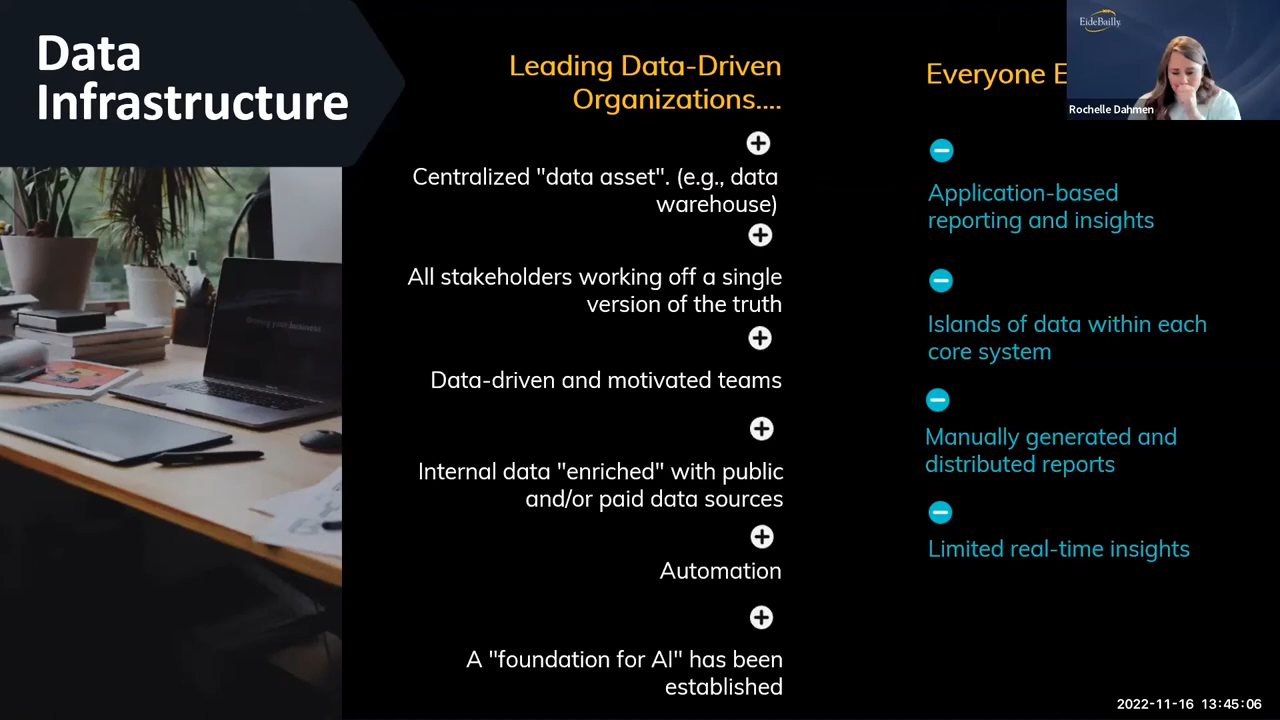 Data
Infrastructure
Leading Data-Driven
Organizations....
Centralized "data asset". (e.g., data
warehouse)
All stakeholders working off a single
version of the truth
Data-driven and motivated teams
Internal data "enriched" with public
and/or paid data sources
Automation
A "foundation for AI" has been
established
Everyone E
Application-based
reporting and insights
Islands of data within each
core system
Manually generated and
distributed reports
Limited real-time insights
EideBailly
Rochelle Dahmen
2022-11-16 13:45:06